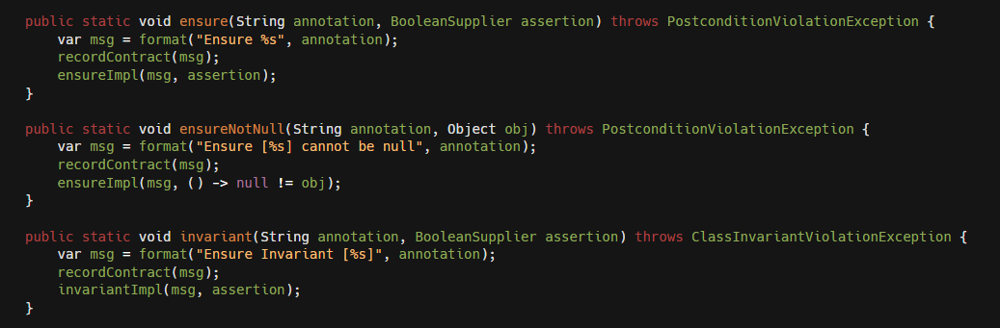 public static void ensure(String annotation, BooleanSupplier assertion) throws PostconditionViolationException {
    var msg = format("Ensure %s", annotation);
    recordContract(msg);
    ensureImpl(msg, assertion);
}

public static void ensureNotNull(String annotation, Object obj) throws PostconditionViolationException {
    var msg = format("Ensure [%s] cannot be null", annotation);
    recordContract(msg);
    ensureImpl(msg, () -> null != obj);
}

public static void invariant(String annotation, BooleanSupplier assertion) throws ClassInvariantViolationException {
    var msg = format("Ensure Invariant [%s]", annotation);
    recordContract(msg);
    invariantImpl(msg, assertion);
}